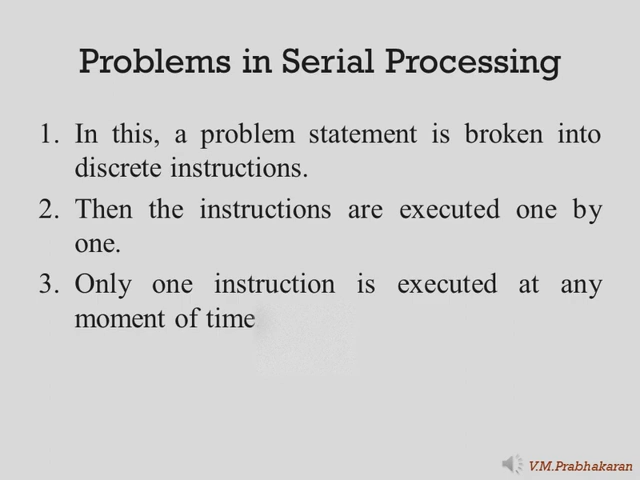 Problems in Serial Processing
1. In this, a problem statement is broken into
discrete instructions.
2. Then the instructions are executed one by
one.
3. Only one instruction is executed at any
moment of time
V.M.Prabhakaran